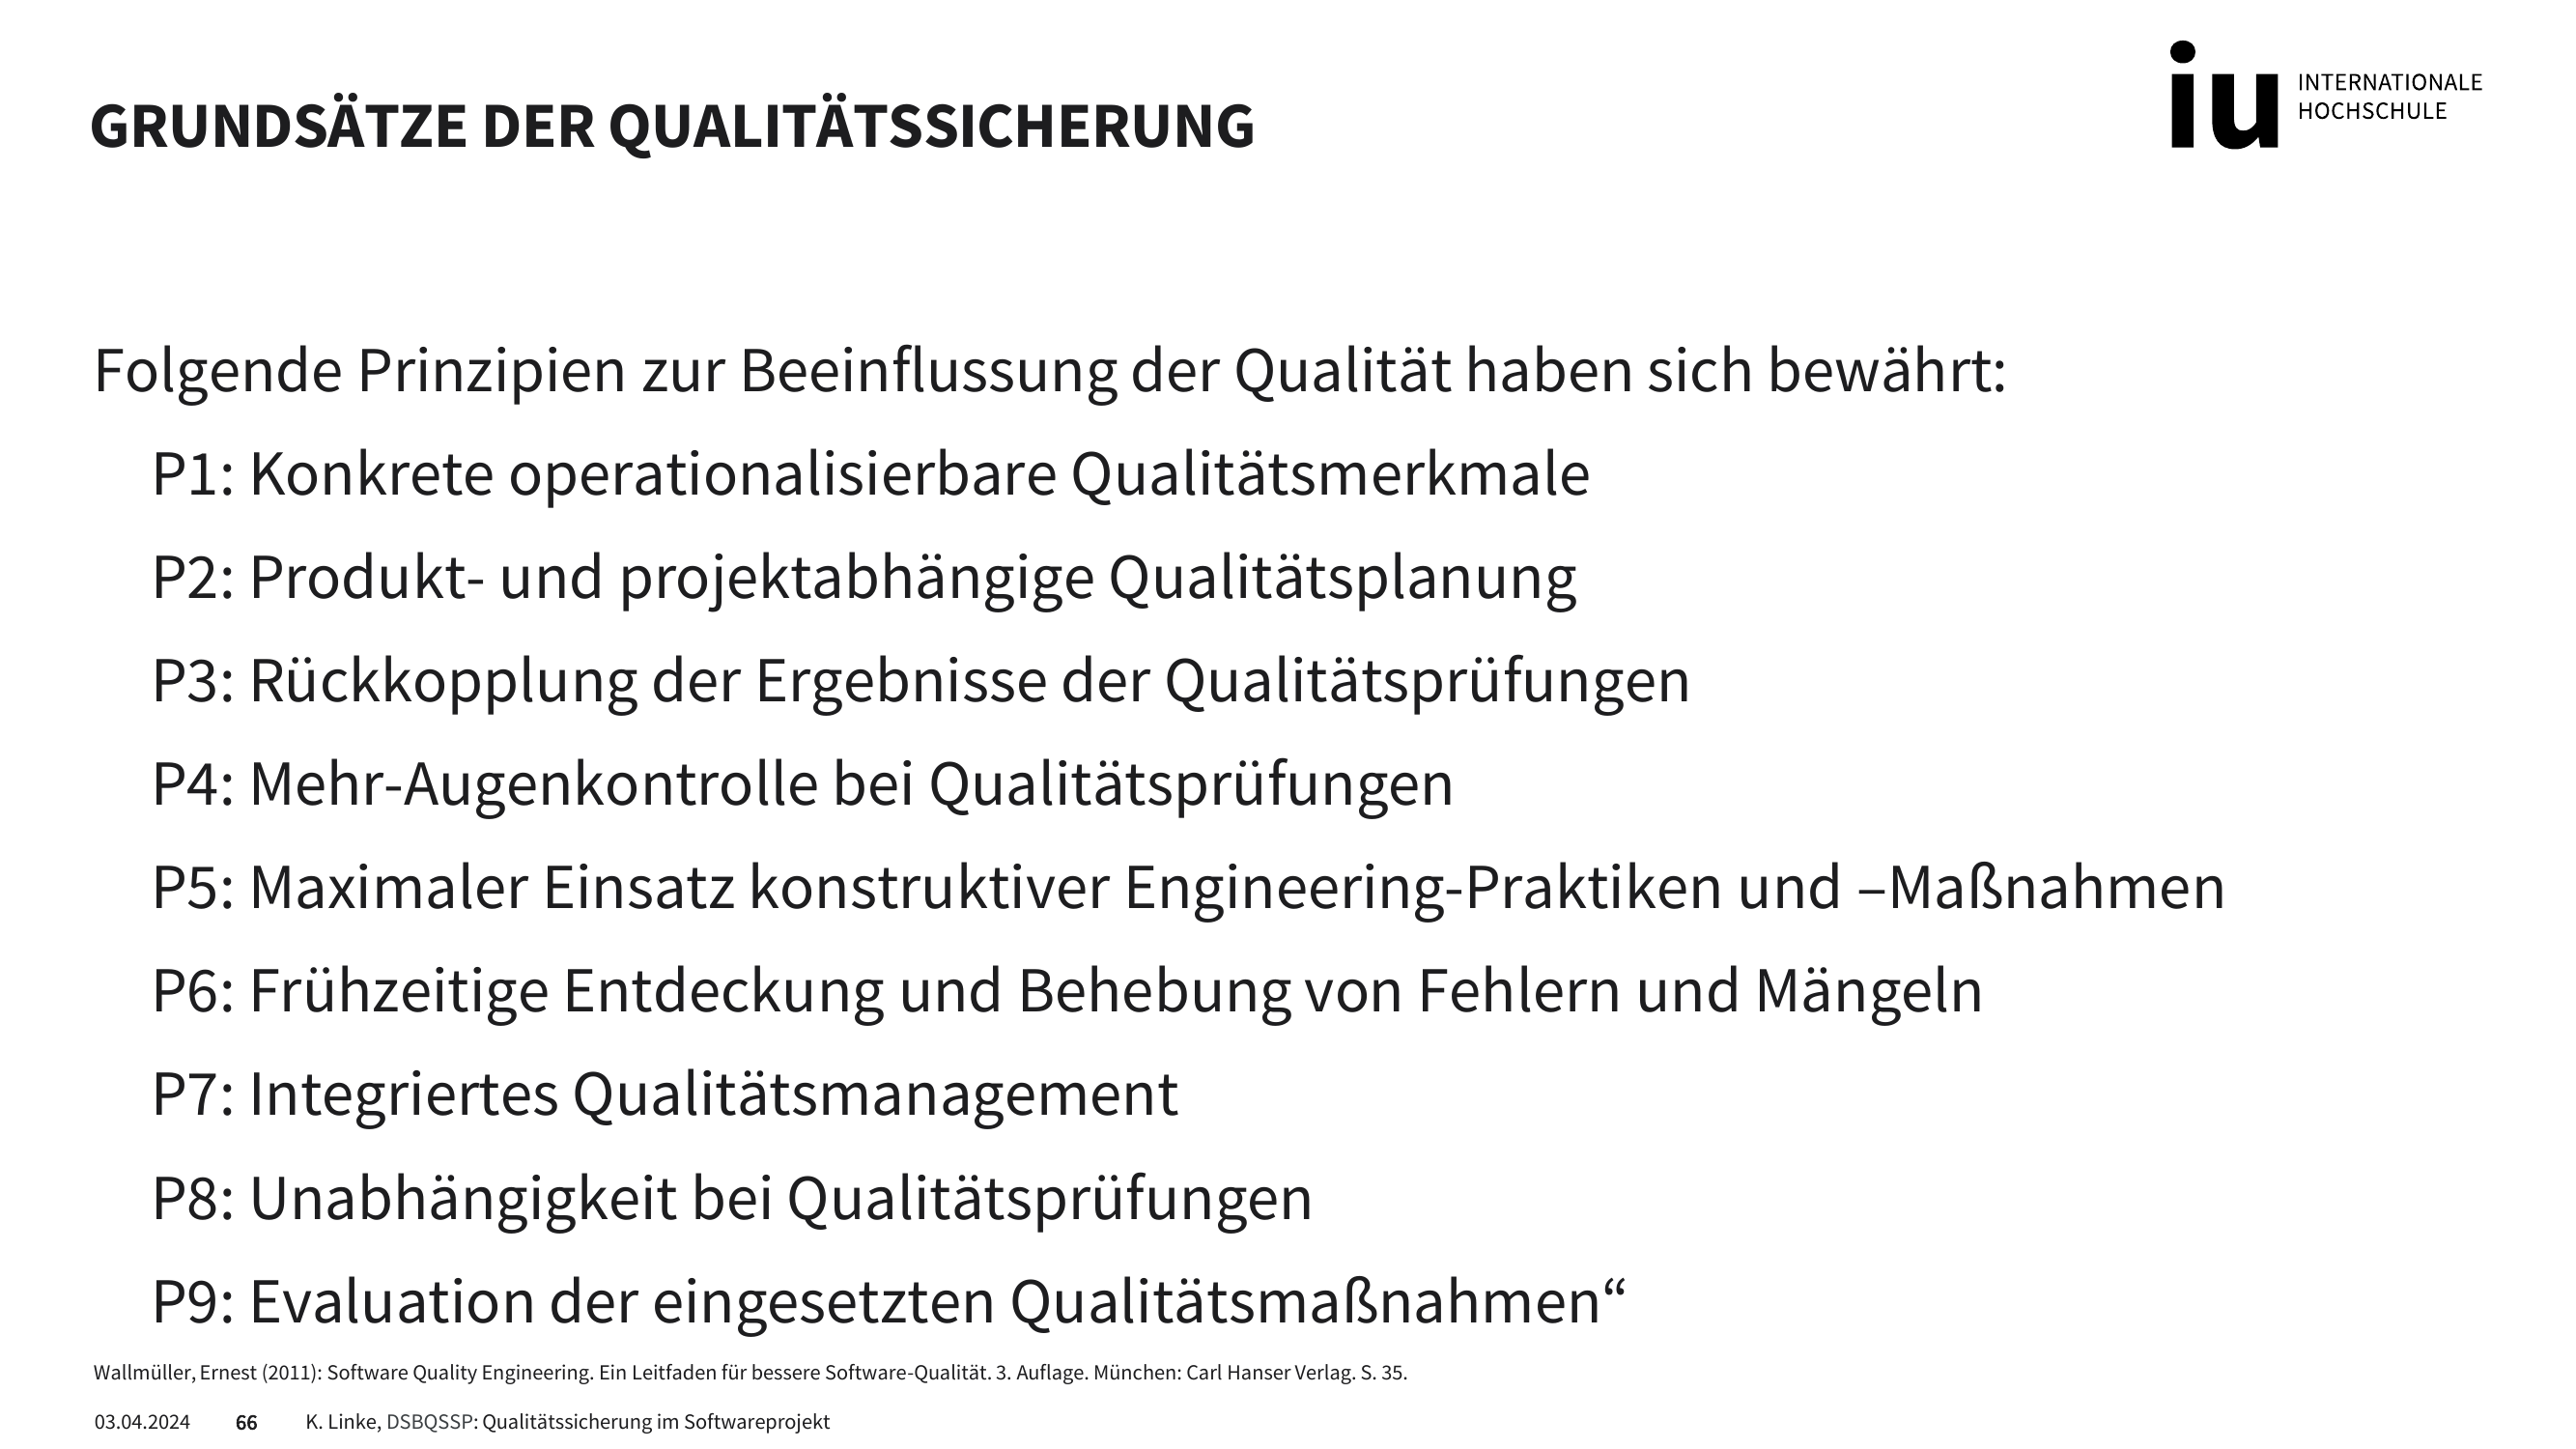 GRUNDSÄTZE DER QUALITÄTSSICHERUNG
iu INTERNATIONALE
HOCHSCHULE
Folgende Prinzipien zur Beeinflussung der Qualität haben sich bewährt:
P1: Konkrete operationalisierbare Qualitätsmerkmale
P2: Produkt- und projektabhängige Qualitätsplanung
P3: Rückkopplung der Ergebnisse der Qualitätsprüfungen
P4: Mehr-Augenkontrolle bei Qualitätsprüfungen
P5: Maximaler Einsatz konstruktiver Engineering-Praktiken und –Maßnahmen
P6: Frühzeitige Entdeckung und Behebung von Fehlern und Mängeln
P7: Integriertes Qualitätsmanagement
P8: Unabhängigkeit bei Qualitätsprüfungen
P9: Evaluation der eingesetzten Qualitätsmaßnahmen“
Wallmüller, Ernest (2011): Software Quality Engineering. Ein Leitfaden für bessere Software-Qualität. 3. Auflage. München: Carl Hanser Verlag. S. 35.
03.04.2024 66 K. Linke, DSBQSSP: Qualitätssicherung im Softwareprojekt